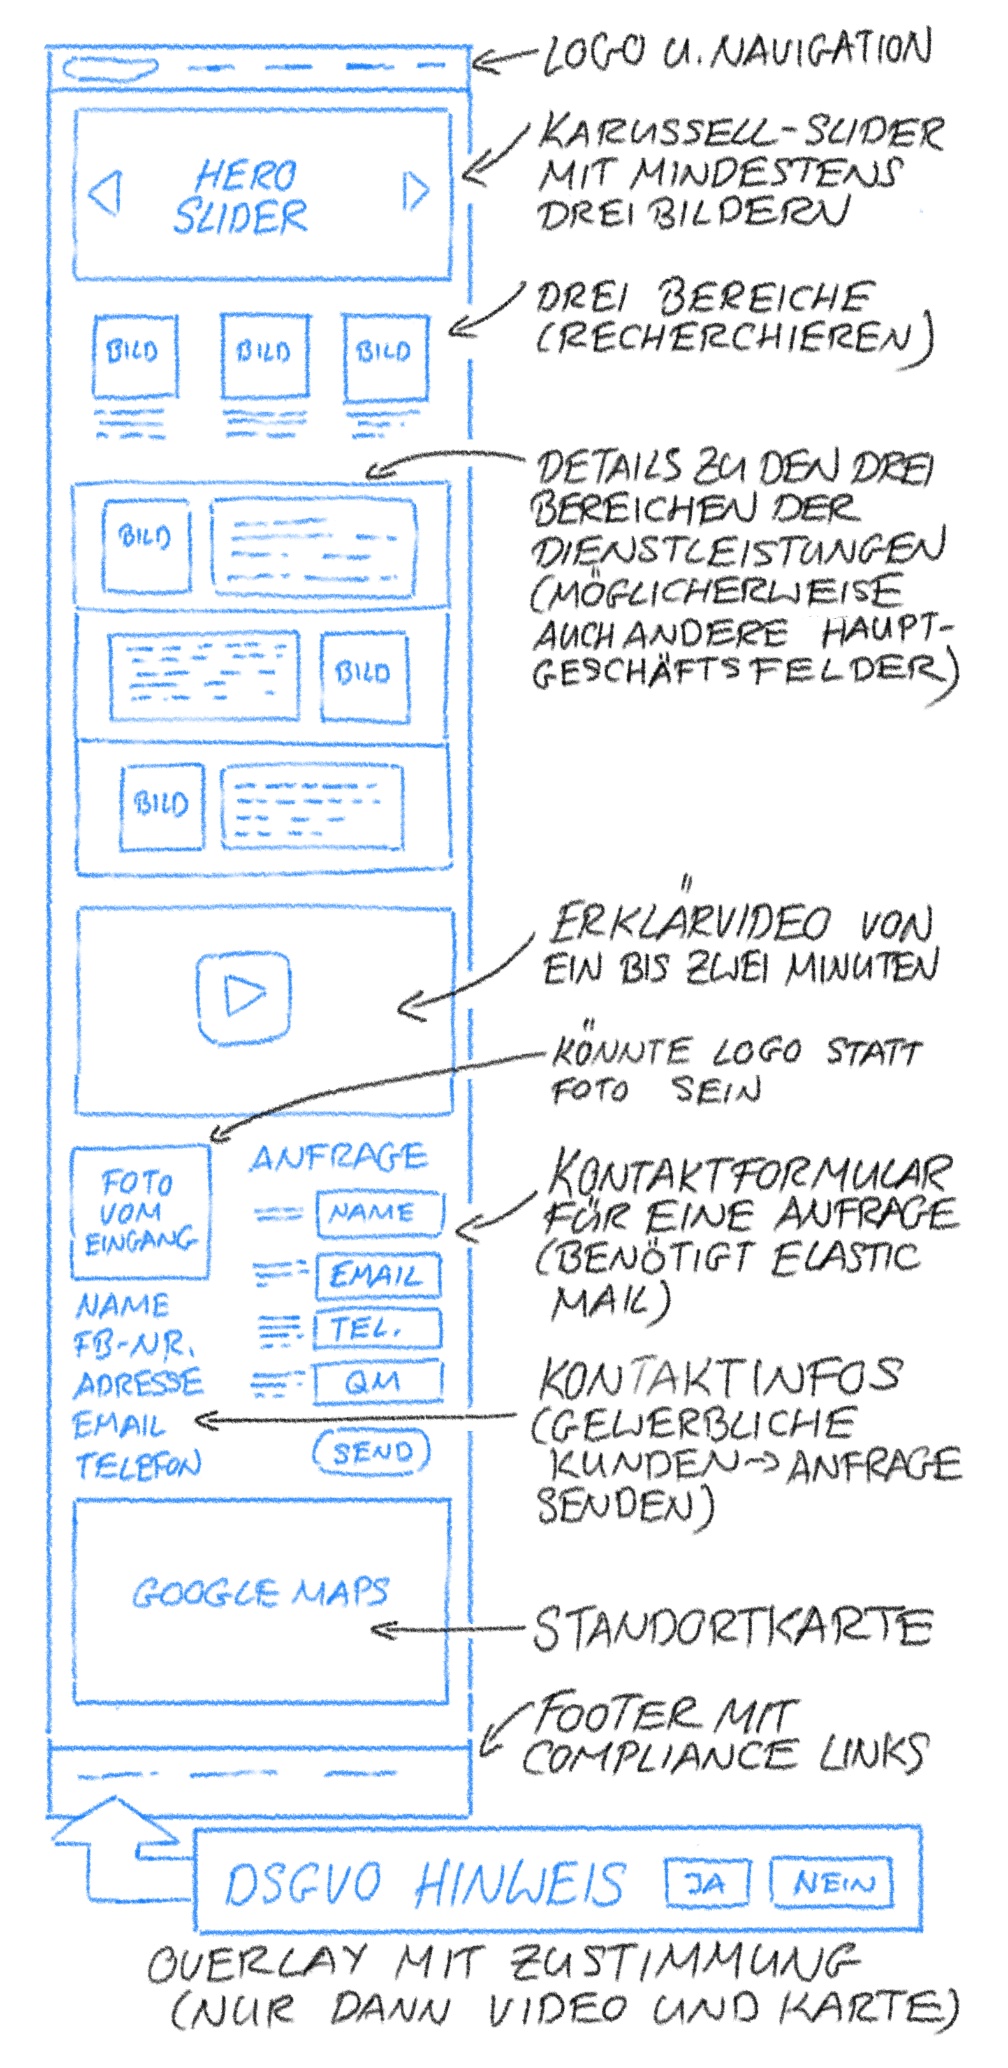 LOGO U. NAVIGATION
HERO
SLIDER
KARUSSELL-SLIDER
MIT MINDESTENS
DREI BILDERN
BILD
BILD
BILD
DREI BEREICHE
(RECHERCHIEREN)
BILD
BILD
BILD
DETAILS ZU DEN DREI
BEREICHEN DER
DIENSTLEISTUNGEN
(MÖGLICHERWEISE
AUCH ANDERE HAUPT-
GESCHÄFTSFELDER)
ERKLÄRVIDEO VON
EIN BIS ZWEI MINUTEN
KÖNNTE LOGO STATT
FOTO SEIN
FOTO
VOM
EINGANG
NAME
FB-NR.
ADRESSE
EMAIL
TELEFON
ANFRAGE
NAME
EMAIL
TEL.
QM
SEND
KONTAKTFORMULAR
FÜR EINE ANFRAGE
(BENÖTIGT ELASTIC
MAIL)
KONTAKTINFOS
(GEWERBLICHE
KUNDEN→ANFRAGE
SENDEN)
GOOGLE MAPS
STANDORTKARTE
FOOTER MIT
COMPLIANCE LINKS
DSGVO HINWEIS JA NEIN
OVERLAY MIT ZUSTIMMUNG
(NUR DANN VIDEO UND KARTE)